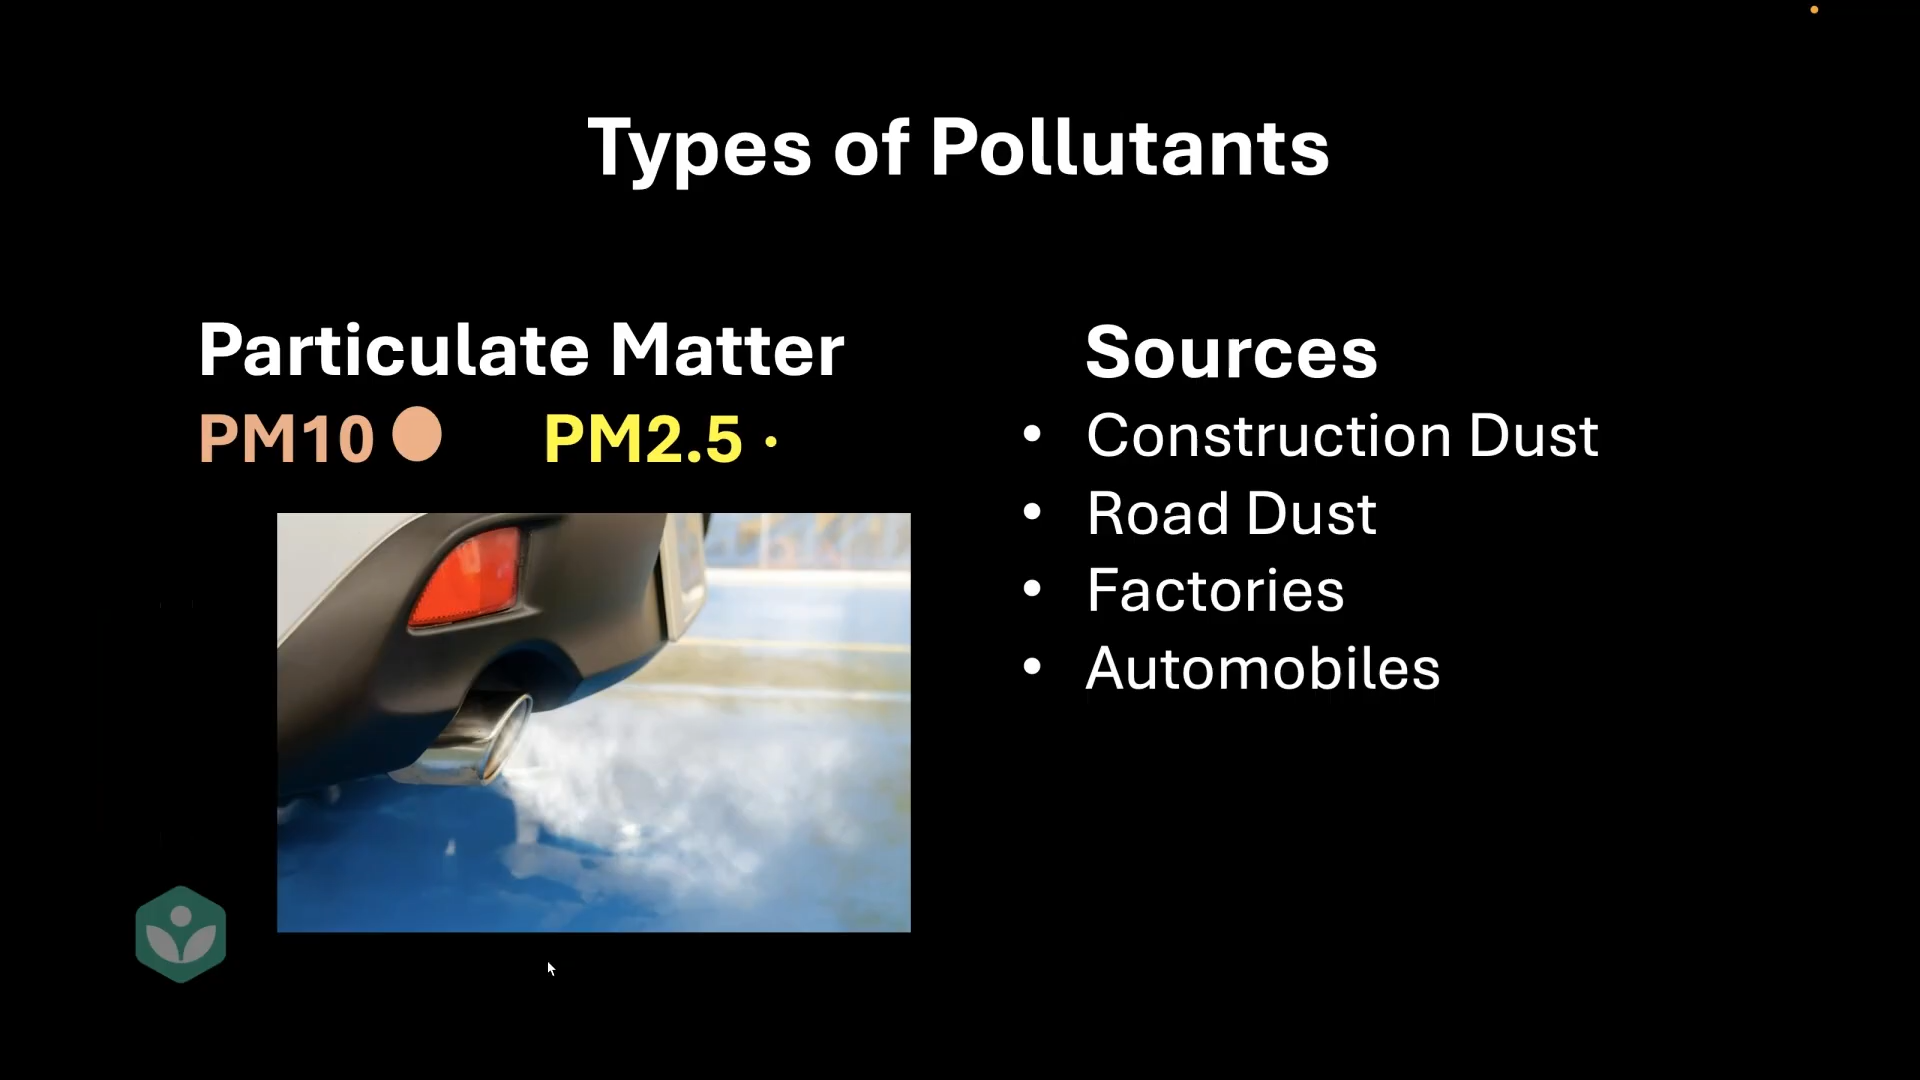 Types of Pollutants
Particulate Matter
PM10 PM2.5
Sources
• Construction Dust
• Road Dust
• Factories
• Automobiles